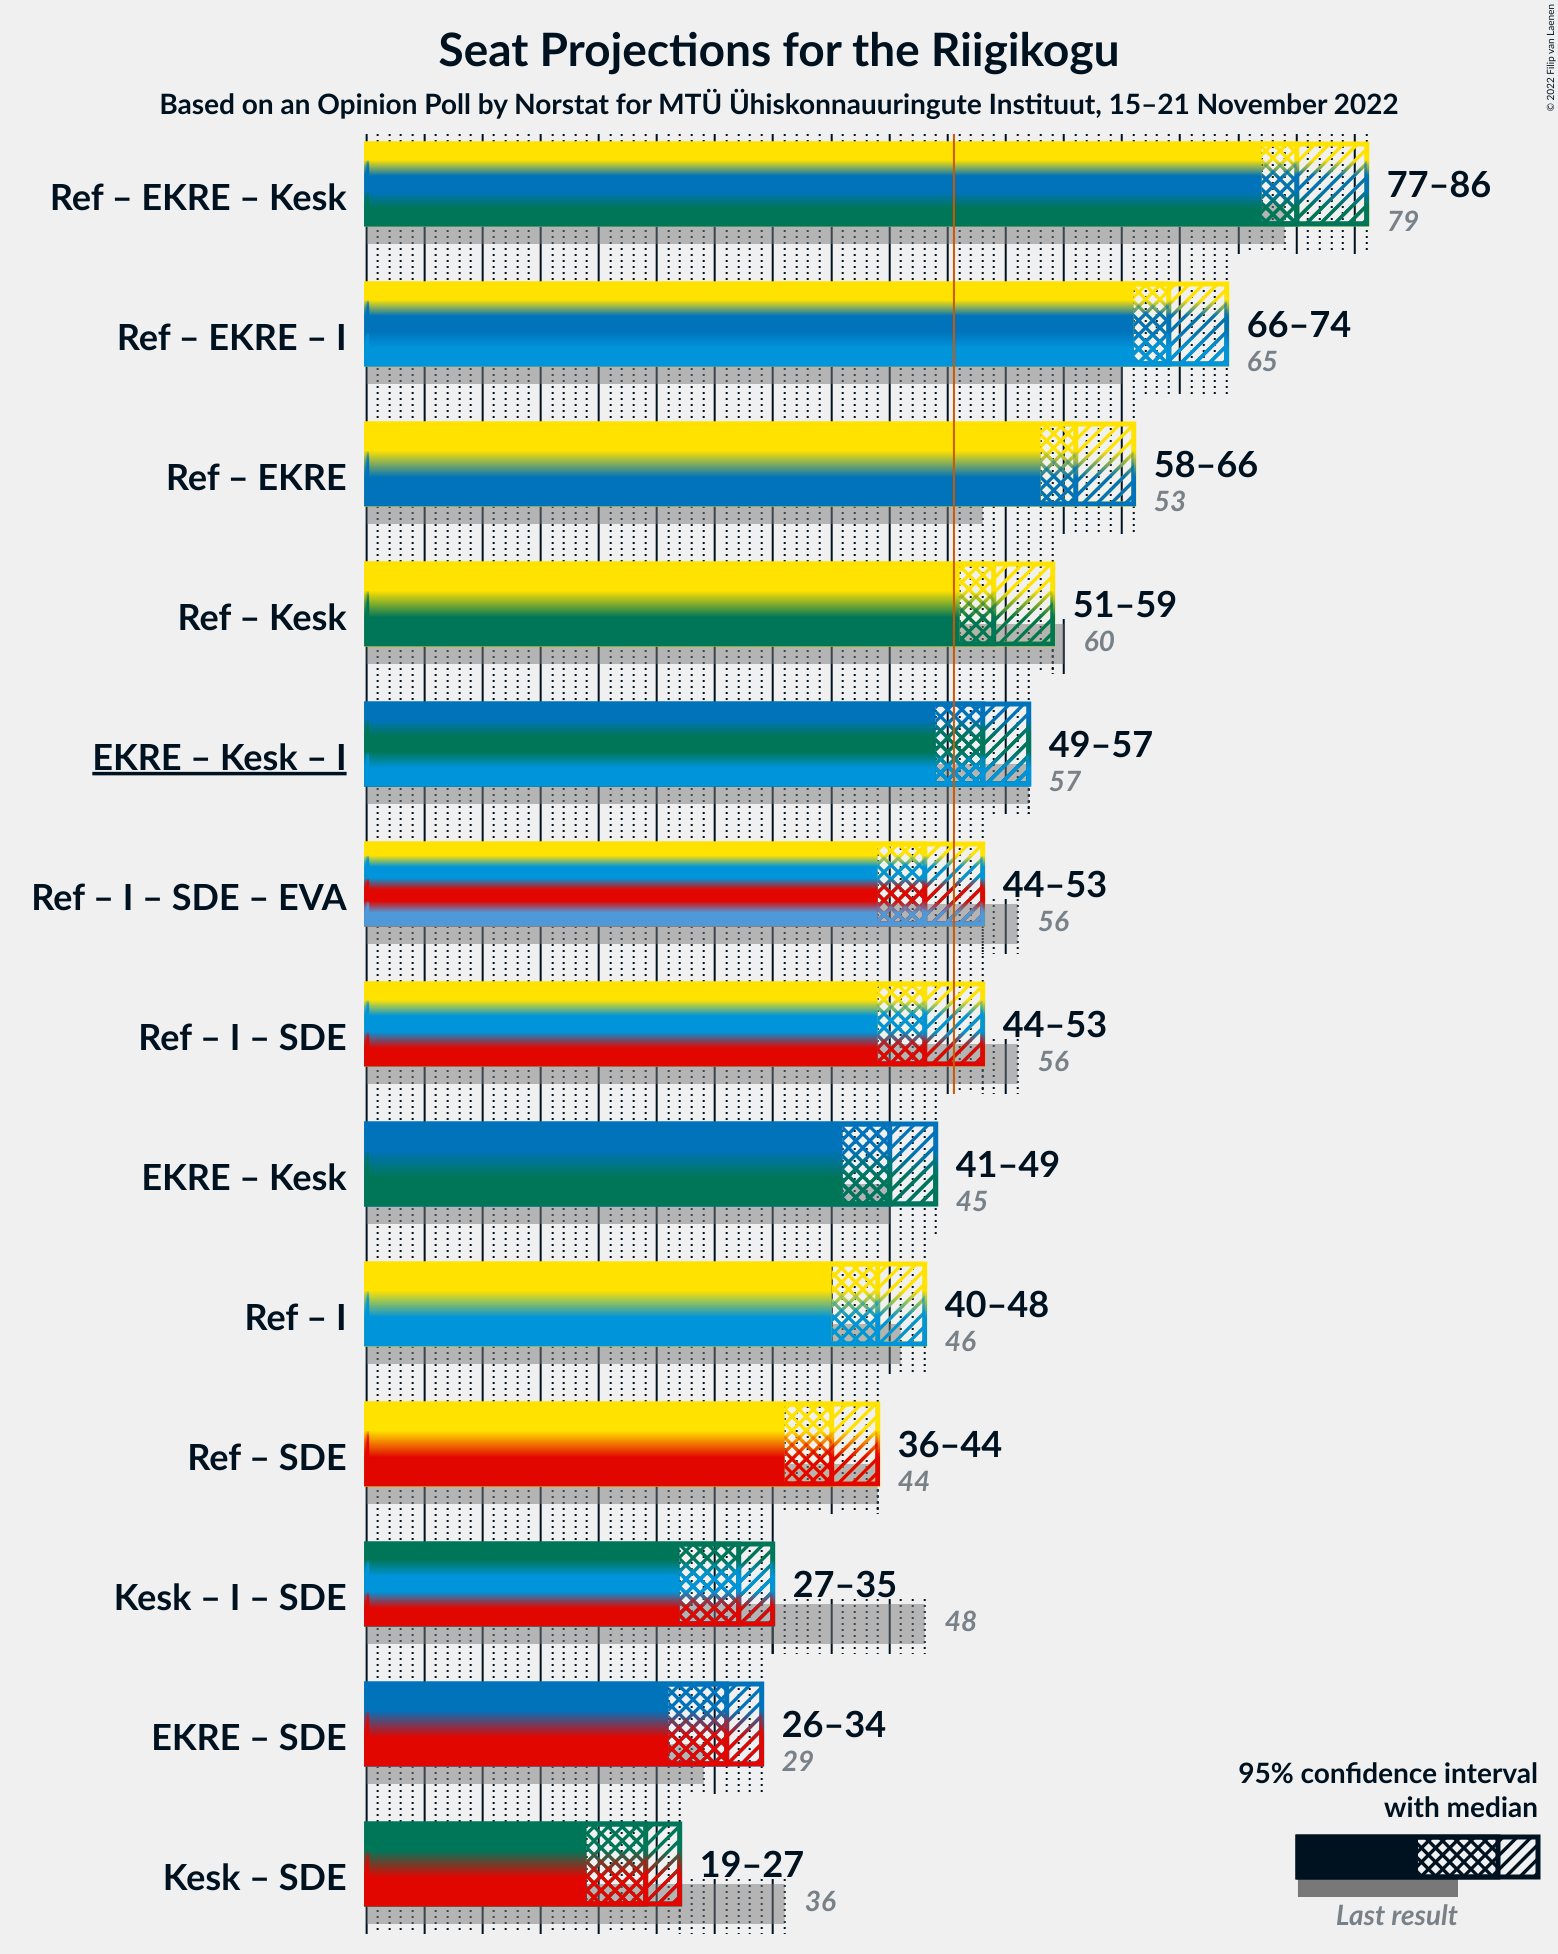 Seat Projections for the Riigikogu
Based on an Opinion Poll by Norstat for MTÜ Ühiskonnauuringute Instituut, 15–21 November 2022
© 2022 Filip van Laenen
Ref – EKRE – Kesk
77–86
79
Ref – EKRE – I
66–74
65
Ref – EKRE
58–66
53
Ref – Kesk
51–59
60
EKRE – Kesk – I
49–57
57
Ref – I – SDE – EVA
44–53
56
Ref – I – SDE
44–53
56
EKRE – Kesk
41–49
45
Ref – I
40–48
46
Ref – SDE
36–44
44
Kesk – I – SDE
27–35
48
EKRE – SDE
26–34
29
Kesk – SDE
19–27
36
95% confidence interval
with median
Last result